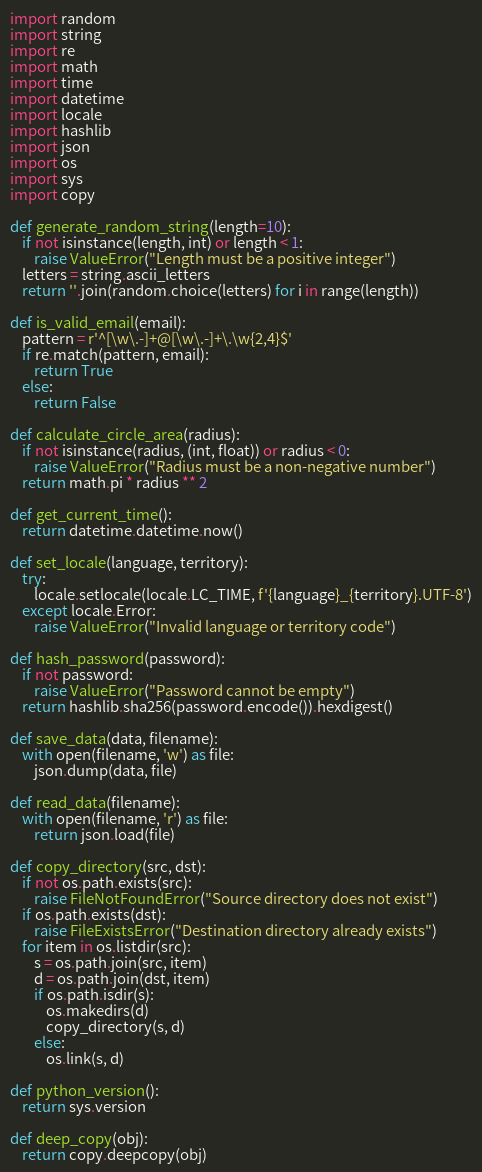 import random
import string
import re
import math
import time
import datetime
import locale
import hashlib
import json
import os
import sys
import copy

def generate_random_string(length=10):
    if not isinstance(length, int) or length < 1:
        raise ValueError("Length must be a positive integer")
    letters = string.ascii_letters
    return ''.join(random.choice(letters) for i in range(length))

def is_valid_email(email):
    pattern = r'^[\w\.-]+@[\w\.-]+\.\w{2,4}$'
    if re.match(pattern, email):
        return True
    else:
        return False

def calculate_circle_area(radius):
    if not isinstance(radius, (int, float)) or radius < 0:
        raise ValueError("Radius must be a non-negative number")
    return math.pi * radius ** 2

def get_current_time():
    return datetime.datetime.now()

def set_locale(language, territory):
    try:
        locale.setlocale(locale.LC_TIME, f'{language}_{territory}.UTF-8')
    except locale.Error:
        raise ValueError("Invalid language or territory code")

def hash_password(password):
    if not password:
        raise ValueError("Password cannot be empty")
    return hashlib.sha256(password.encode()).hexdigest()

def save_data(data, filename):
    with open(filename, 'w') as file:
        json.dump(data, file)

def read_data(filename):
    with open(filename, 'r') as file:
        return json.load(file)

def copy_directory(src, dst):
    if not os.path.exists(src):
        raise FileNotFoundError("Source directory does not exist")
    if os.path.exists(dst):
        raise FileExistsError("Destination directory already exists")
    for item in os.listdir(src):
        s = os.path.join(src, item)
        d = os.path.join(dst, item)
        if os.path.isdir(s):
            os.makedirs(d)
            copy_directory(s, d)
        else:
            os.link(s, d)

def python_version():
    return sys.version

def deep_copy(obj):
    return copy.deepcopy(obj)